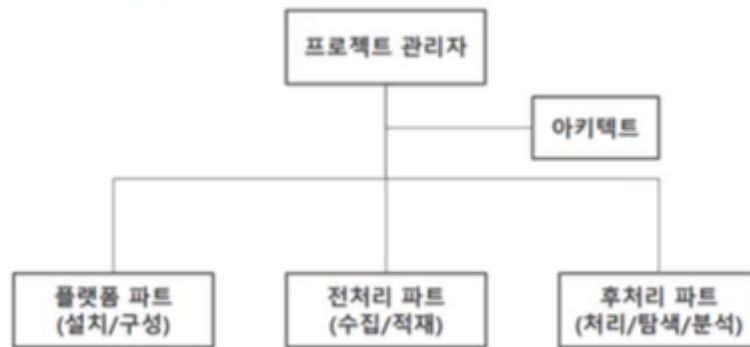 프로젝트 관리자
아키텍트
플랫폼 파트
(설치/구성)
전처리 파트
(수집/적재)
후처리 파트
(처리/탐색/분석)